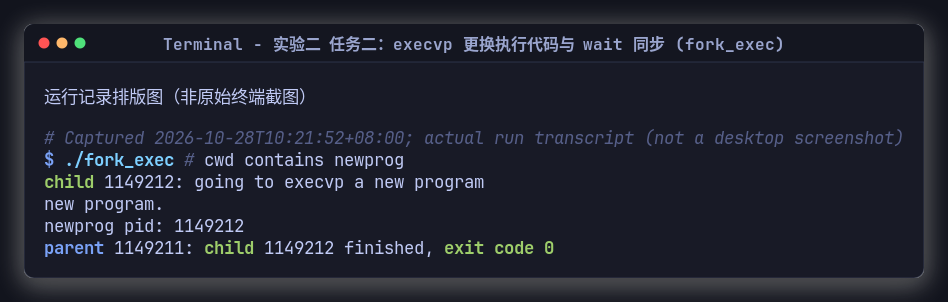 Terminal - 实验二 任务二: execvp 更换执行代码与 wait 同步 (fork_exec)
运行记录排版图（非原始终端截图）
# Captured 2026-10-28T10:21:52+08:00; actual run transcript (not a desktop screenshot)
$ ./fork_exec # cwd contains newprog
child 1149212: going to execvp a new program
new program.
newprog pid: 1149212
parent 1149211: child 1149212 finished, exit code 0